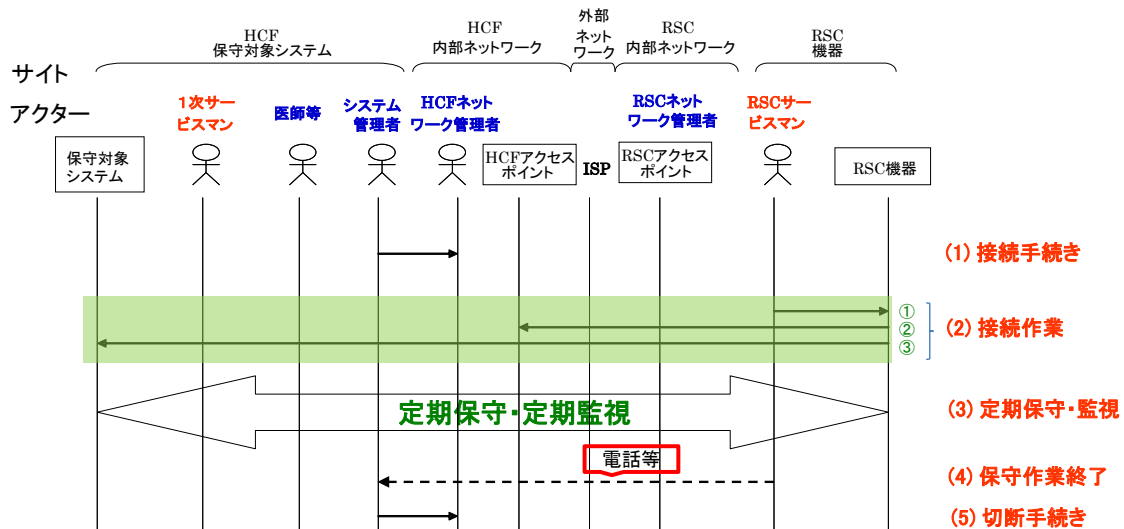 HCF
保守対象システム
HCF
内部ネットワーク
外部
ネット
ワーク
RSC
内部ネットワーク
RSC
機器
サイト
アクター
1次サー
ビスマン
医師等
システム
管理者
HCFネット
ワーク管理者
RSCネット
ワーク管理者
RSCサー
ビスマン
保守対象
システム
HCFアクセス
ポイント
ISP
RSCアクセス
ポイント
RSC機器
(1) 接続手続き
①
②
③
(2) 接続作業
定期保守・定期監視
(3) 定期保守・監視
電話等
(4) 保守作業終了
(5) 切断手続き